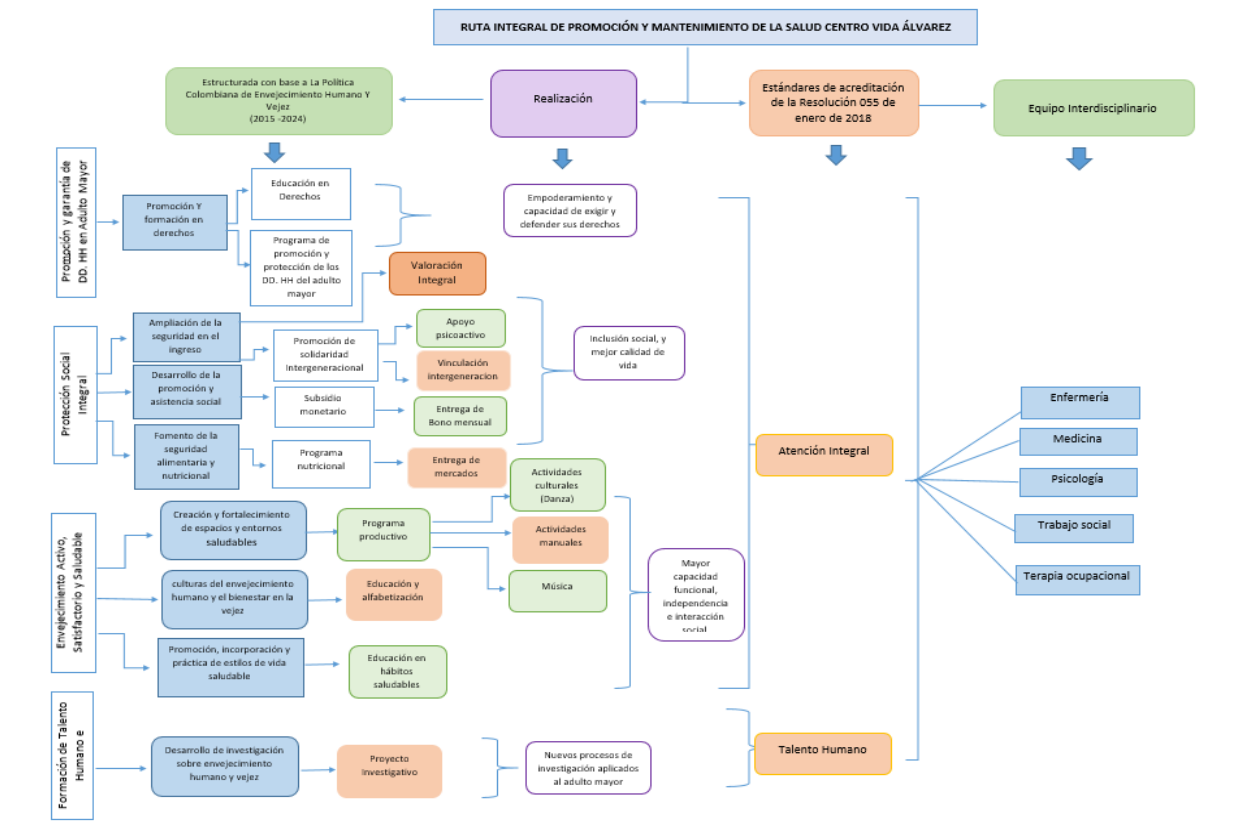 RUTA INTEGRAL DE PROMOCIÓN Y MANTENIMIENTO DE LA SALUD CENTRO VIDA ÁLVAREZ
Estructurada con base a La Política
Colombiana de Envejecimiento Humano Y
Vejez
(2015 -2024)
Realización
Estándares de acreditación
de la Resolución 055 de
enero de 2018
Equipo Interdisciplinario
Promoción y garantía de
DD. HH en Adulto Mayor
Promoción Y
formación en
derechos
Educación en
Derechos
Programa de
promoción y
protección de los
DD. HH del adulto
mayor
Empoderamiento y
capacidad de exigir y
defender sus derechos
Valoración
Integral
Protección Social
Integral
Ampliación de la
seguridad en el
ingreso
Desarrollo de la
promoción y
asistencia social
Fomento de la
seguridad
alimentaria y
nutricional
Promoción de
solidaridad
Intergeneracional
Subsidio
monetario
Programa
nutricional
Apoyo
psicoactivo
Vinculación
intergeneracion
Entrega de
Bono mensual
Entrega de
mercados
Inclusión social, y
mejor calidad de
vida
Envejecimiento Activo,
Satisfactorio y Saludable
Creación y fortalecimiento
de espacios y entornos
saludables
culturas del envejecimiento
humano y el bienestar en la
vejez
Promoción, incorporación y
práctica de estilos de vida
saludable
Programa
productivo
Educación y
alfabetización
Educación en
hábitos
saludables
Actividades
culturales
(Danza)
Actividades
manuales
Música
Mayor
capacidad
funcional,
independencia
e interacción
social
Formación de Talento
Humano e
Desarrollo de investigación
sobre envejecimiento
humano y vejez
Proyecto
Investigativo
Nuevos procesos de
investigación aplicados
al adulto mayor
Atención Integral
Talento Humano
Enfermería
Medicina
Psicología
Trabajo social
Terapia ocupacional